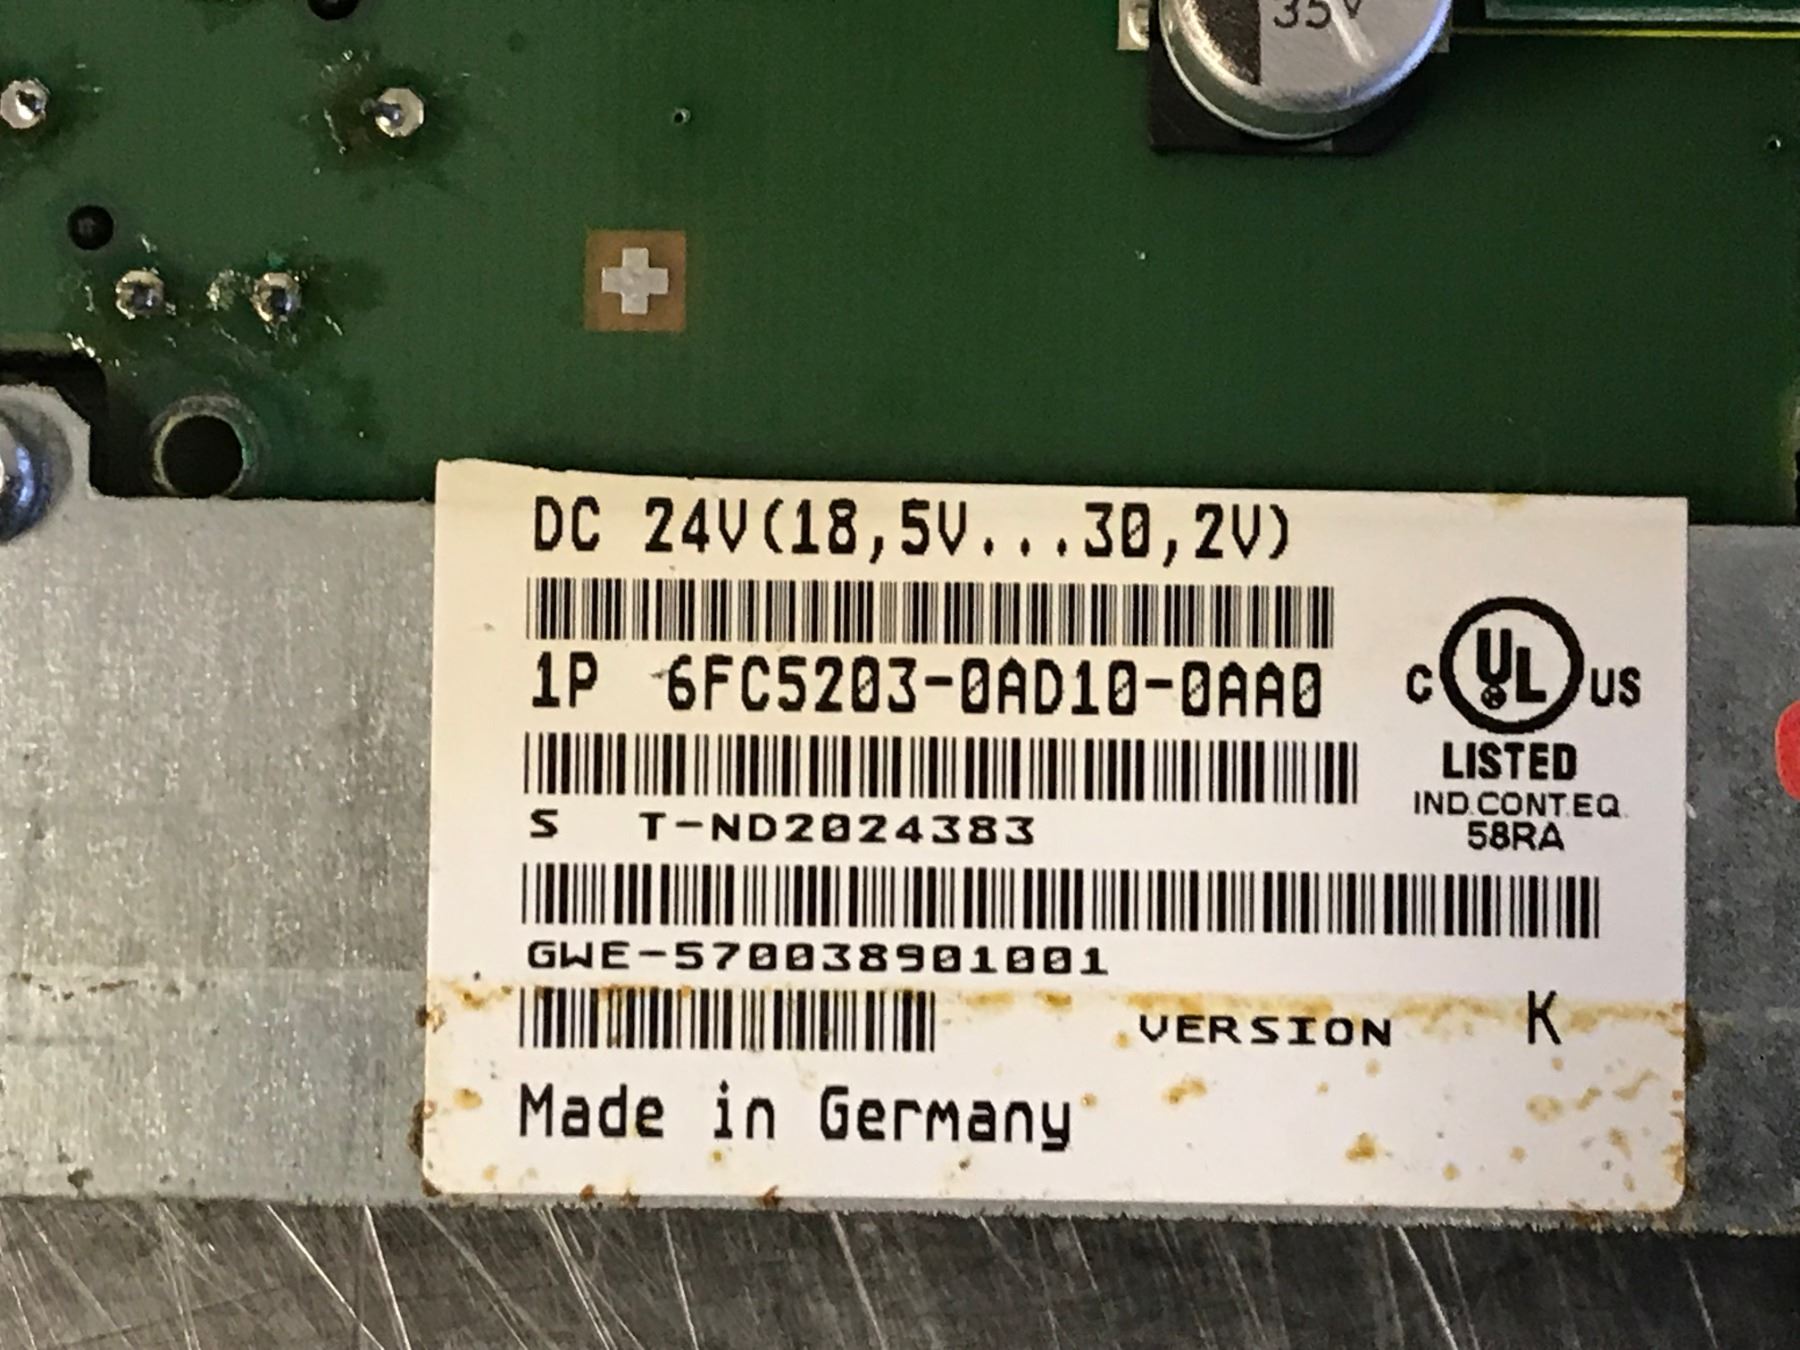 35V
DC 24V(18,5V...30,2V)
1P 6FC5203-0AD10-0AA0
C UL US
LISTED
IND.CONT.EQ.
58RA
S T-ND2024383
GWE-570038901001
VERSION K
Made in Germany